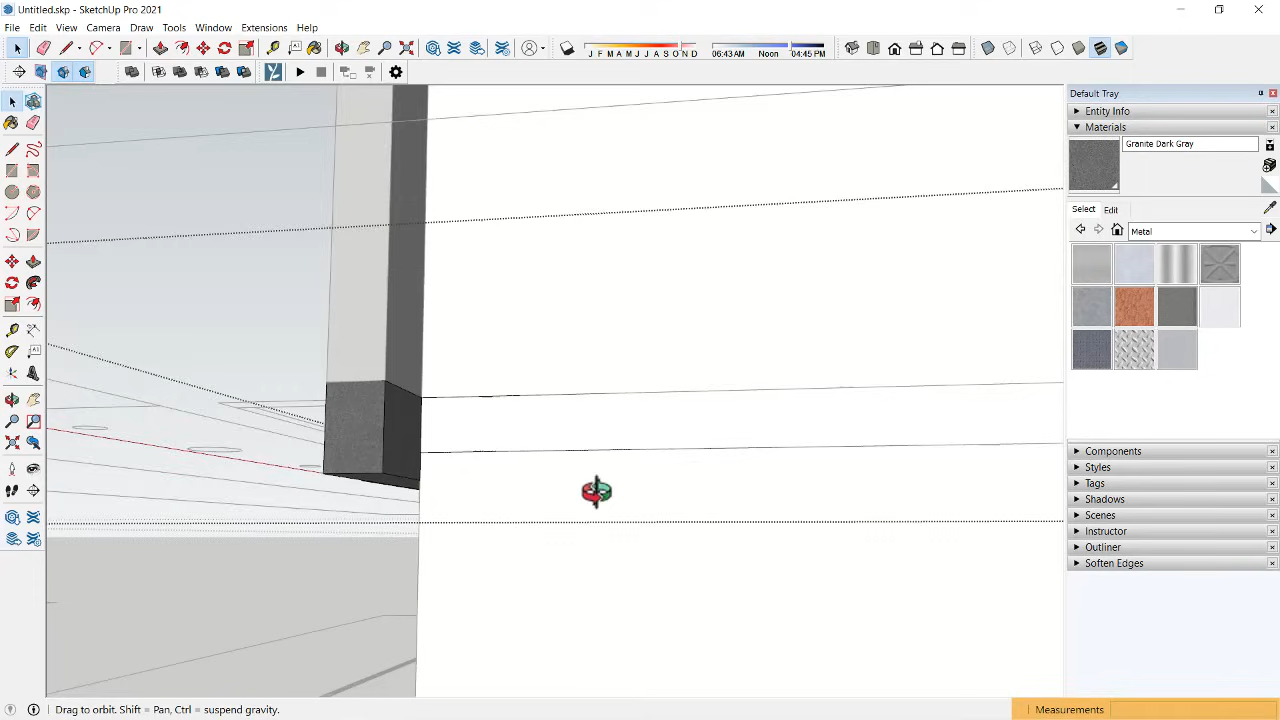 Untitled.skp - SketchUp Pro 2021
File Edit View Camera Draw Tools Window Extensions Help
J F M A M J J A S O N D 06:43 AM Noon 04:45 PM
Default Tray
Entity Info
Materials
Granite Dark Gray
Select Edit
Metal
Components
Styles
Tags
Shadows
Scenes
Instructor
Outliner
Soften Edges
Drag to orbit. Shift = Pan, Ctrl = suspend gravity.
Measurements